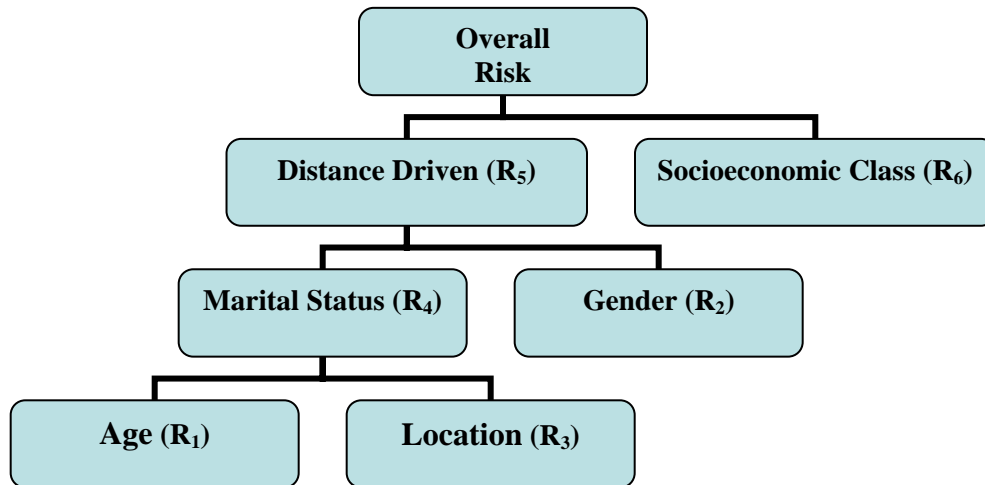 Overall
Risk
Distance Driven (R₅)
Socioeconomic Class (R₆)
Marital Status (R₄)
Gender (R₂)
Age (R₁)
Location (R₃)